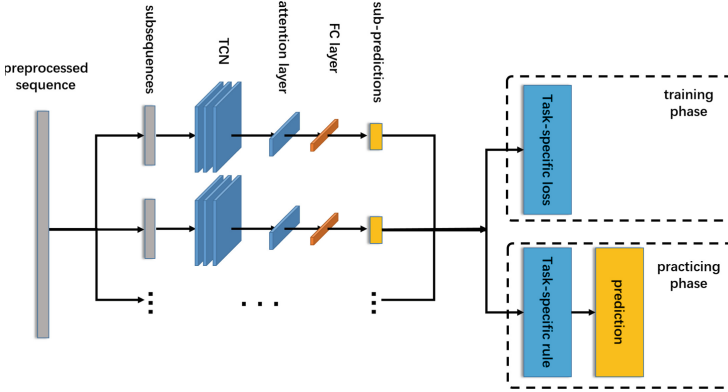 preprocessed
sequence
subsequences
TCN
attention layer
FC layer
sub-predictions
Task-specific loss
training
phase
Task-specific rule
prediction
practicing
phase